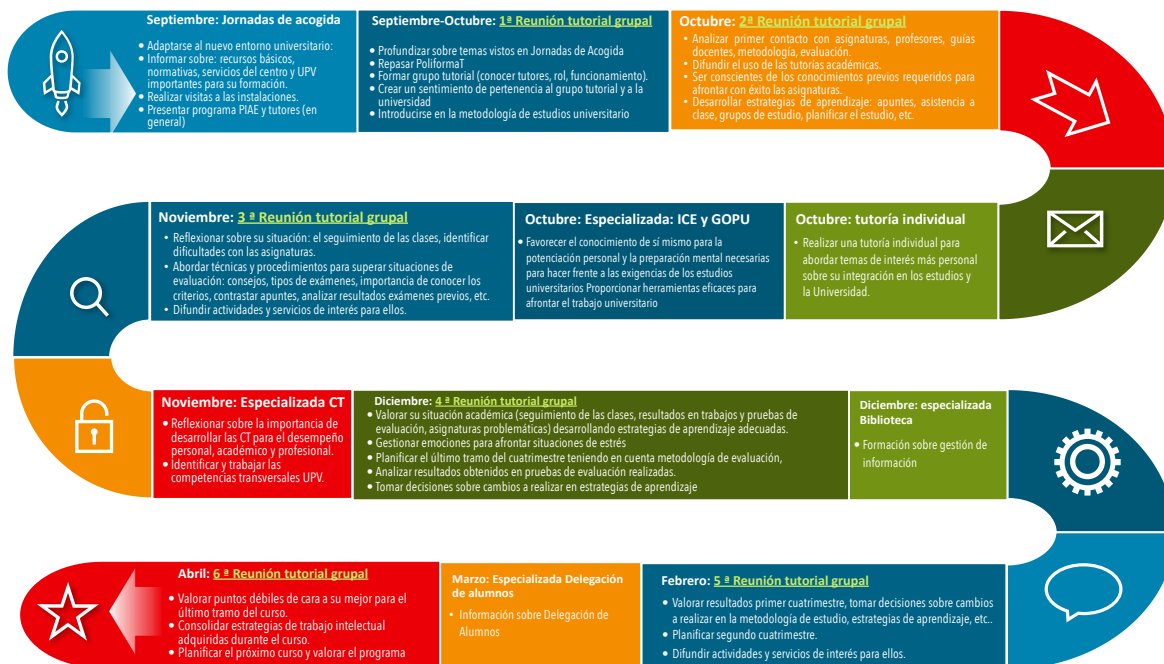 Septiembre: Jornadas de acogida
• Adaptarse al nuevo entorno universitario:
• Informar sobre: recursos básicos,
normativas, servicios del centro y UPV
importantes para su formación.
• Realizar visitas a las instalaciones.
• Presentar programa PIAE y tutores (en
general)
Septiembre-Octubre: 1ª Reunión tutorial grupal
• Profundizar sobre temas vistos en Jornadas de Acogida
• Repasar PoliformaT
• Formar grupo tutorial (conocer tutores, rol, funcionamiento).
• Crear un sentimiento de pertenencia al grupo tutorial y a la
universidad
• Introducirse en la metodología de estudios universitario
Octubre: 2ª Reunión tutorial grupal
• Analizar primer contacto con asignaturas, profesores, guías
docentes, metodología, evaluación.
• Difundir el uso de las tutorías académicas.
• Ser conscientes de los conocimientos previos requeridos para
afrontar con éxito las asignaturas.
• Desarrollar estrategias de aprendizaje: apuntes, asistencia a
clase, grupos de estudio, planificar el estudio, etc.
Octubre: tutoría individual
• Realizar una tutoría individual para
abordar temas de interés más personal
sobre su integración en los estudios y
la Universidad.
Octubre: Especializada: ICE y GOPU
• Favorecer el conocimiento de sí mismo para la
potenciación personal y la preparación mental necesarias
para hacer frente a las exigencias de los estudios
universitarios Proporcionar herramientas eficaces para
afrontar el trabajo universitario
Noviembre: 3 ª Reunión tutorial grupal
• Reflexionar sobre su situación: el seguimiento de las clases, identificar
dificultades con las asignaturas.
• Abordar técnicas y procedimientos para superar situaciones de
evaluación: consejos, tipos de exámenes, importancia de conocer los
criterios, contrastar apuntes, analizar resultados exámenes previos, etc.
• Difundir actividades y servicios de interés para ellos.
Noviembre: Especializada CT
• Reflexionar sobre la importancia de
desarrollar las CT para el desempeño
personal, académico y profesional.
• Identificar y trabajar las
competencias transversales UPV.
Diciembre: 4 ª Reunión tutorial grupal
• Valorar su situación académica (seguimiento de las clases, resultados en trabajos y pruebas de
evaluación, asignaturas problemáticas) desarrollando estrategias de aprendizaje adecuadas.
• Gestionar emociones para afrontar situaciones de estrés
• Planificar el último tramo del cuatrimestre teniendo en cuenta metodología de evaluación,
• Analizar resultados obtenidos en pruebas de evaluación realizadas.
• Tomar decisiones sobre cambios a realizar en estrategias de aprendizaje
Diciembre: especializada
Biblioteca
• Formación sobre gestión de
información
Febrero: 5 ª Reunión tutorial grupal
• Valorar resultados primer cuatrimestre, tomar decisiones sobre cambios
a realizar en la metodología de estudio, estrategias de aprendizaje, etc..
• Planificar segundo cuatrimestre.
• Difundir actividades y servicios de interés para ellos.
Marzo: Especializada Delegación
de alumnos
• Información sobre Delegación de
Alumnos
Abril: 6 ª Reunión tutorial grupal
• Valorar puntos débiles de cara a su mejor para el
último tramo del curso.
• Consolidar estrategias de trabajo intelectual
adquiridas durante el curso.
• Planificar el próximo curso y valorar el programa